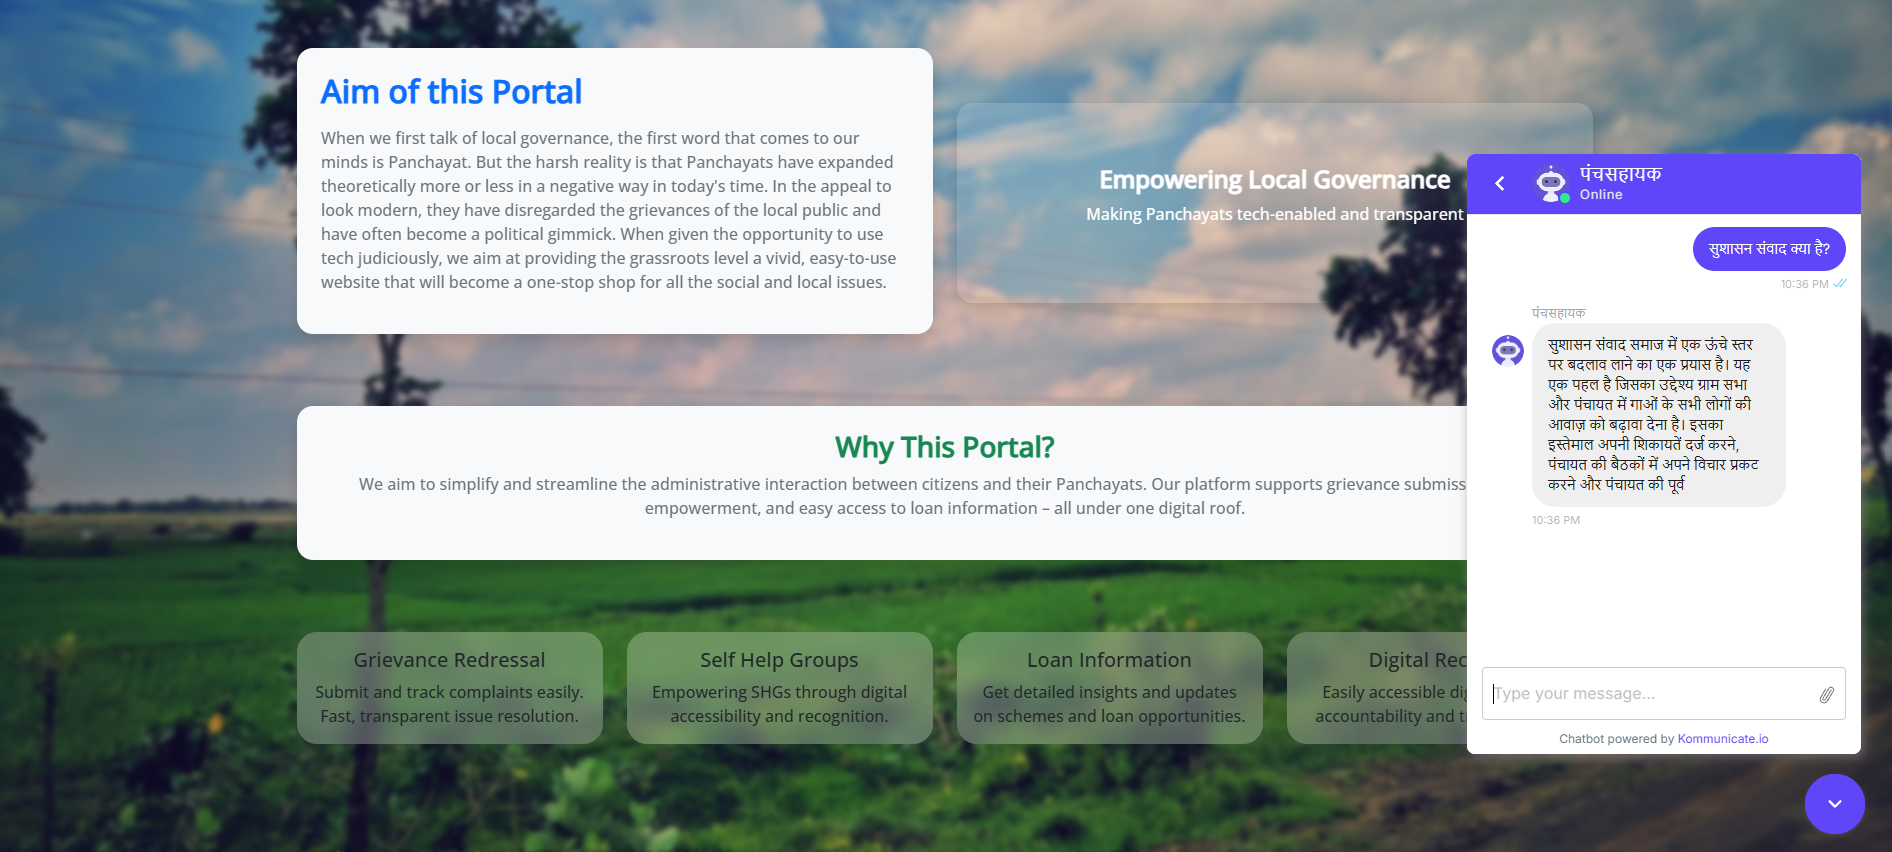 Aim of this Portal
When we first talk of local governance, the first word that comes to our
minds is Panchayat. But the harsh reality is that Panchayats have expanded
theoretically more or less in a negative way in today's time. In the appeal to
look modern, they have disregarded the grievances of the local public and
have often become a political gimmick. When given the opportunity to use
tech judiciously, we aim at providing the grassroots level a vivid, easy-to-use
website that will become a one-stop shop for all the social and local issues.
Empowering Local Governance
Making Panchayats tech-enabled and transparent
Why This Portal?
We aim to simplify and streamline the administrative interaction between citizens and their Panchayats. Our platform supports grievance submiss
empowerment, and easy access to loan information – all under one digital roof.
Grievance Redressal
Submit and track complaints easily.
Fast, transparent issue resolution.
Self Help Groups
Empowering SHGs through digital
accessibility and recognition.
Loan Information
Get detailed insights and updates
on schemes and loan opportunities.
Digital Rec
Easily accessible dig
accountability and t
पंचसहायक
Online
सुशासन संवाद क्या है?
10:36 PM
पंचसहायक
सुशासन संवाद समाज में एक ऊंचे स्तर
पर बदलाव लाने का एक प्रयास है। यह
एक पहल है जिसका उद्देश्य ग्राम सभा
और पंचायत में गाओं के सभी लोगों की
आवाज़ को बढ़ावा देना है। इसका
इस्तेमाल अपनी शिकायतें दर्ज करने,
पंचायत की बैठकों में अपने विचार प्रकट
करने और पंचायत की पूर्व
10:36 PM
Type your message...
Chatbot powered by Kommunicate.io